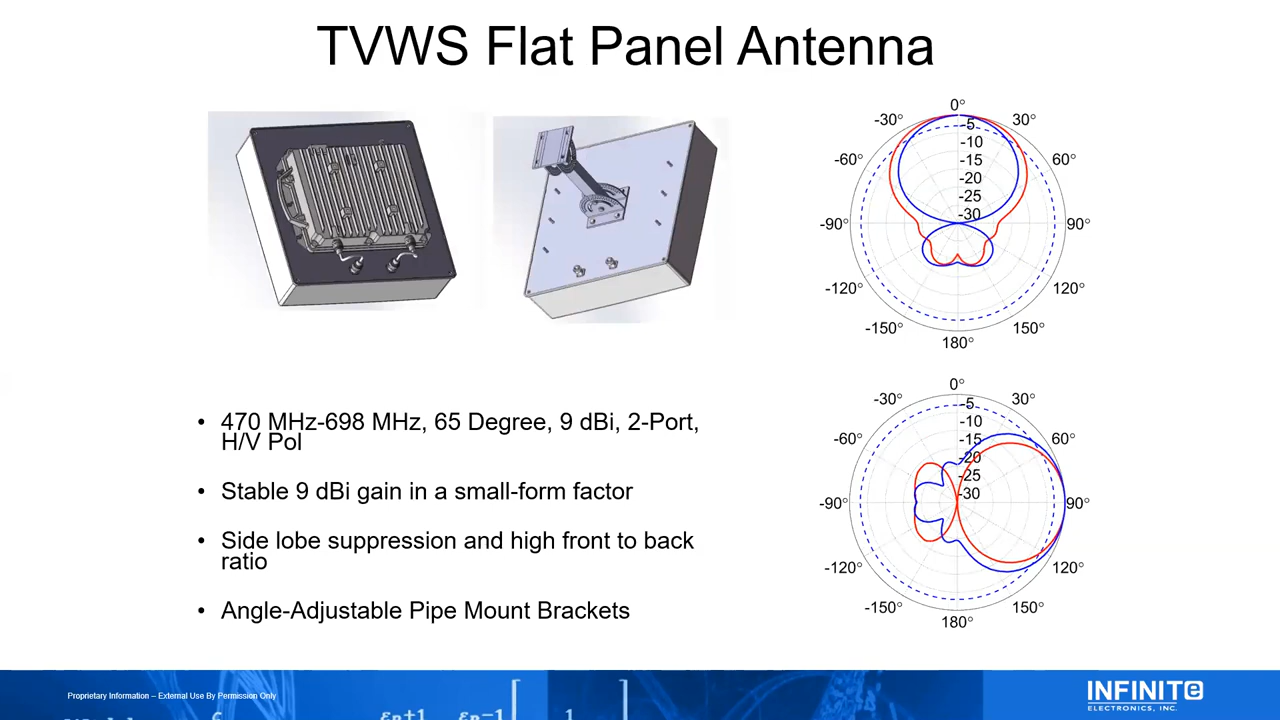 TVWS Flat Panel Antenna
0°
-30° 30°
-60° 60°
-90° 90°
-120° 120°
-150° 150°
180°
-5
-10
-15
-20
-25
-30
0°
-30° 30°
-60° 60°
-90° 90°
-120° 120°
-150° 150°
180°
-5
-10
-15
-20
-25
-30
• 470 MHz-698 MHz, 65 Degree, 9 dBi, 2-Port,
H/V Pol
• Stable 9 dBi gain in a small-form factor
• Side lobe suppression and high front to back
ratio
• Angle-Adjustable Pipe Mount Brackets
Proprietary Information – External Use By Permission Only
INFINITe
ELECTRONICS, INC.